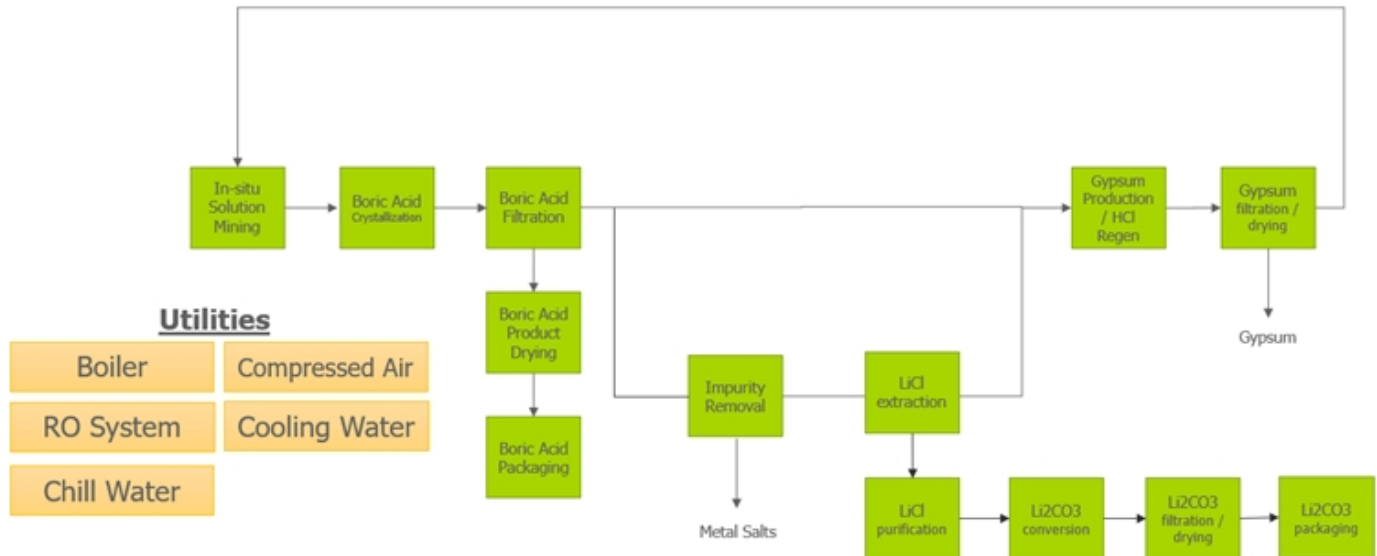 In-situ
Solution
Mining
Boric Acid
Crystallization
Boric Acid
Filtration
Gypsum
Production
/ HCl
Regen
Gypsum
filtration /
drying
Utilities
Boiler
Compressed Air
RO System
Cooling Water
Chill Water
Boric Acid
Product
Drying
Boric Acid
Packaging
Impurity
Removal
LiCl
extraction
Gypsum
Metal Salts
LiCl
purification
Li2CO3
conversion
Li2CO3
filtration /
drying
Li2CO3
packaging